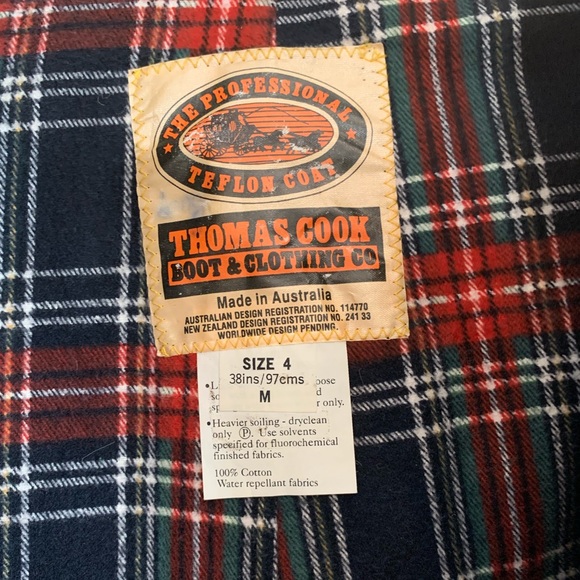 THE PROFESSIONAL
TEFLON COAT
THOMAS COOK
BOOT & CLOTHING CO
Made in Australia
AUSTRALIAN DESIGN REGISTRATION NO. 114770
NEW ZEALAND DESIGN REGISTRATION NO. 241 33
WORLDWIDE DESIGN PENDING.
SIZE 4
38ins/97cms
M
only.
•Heavier soiling - dryclean
only Ⓟ. Use solvents
specified for fluorochemical
finished fabrics.
100% Cotton
Water repellant fabrics